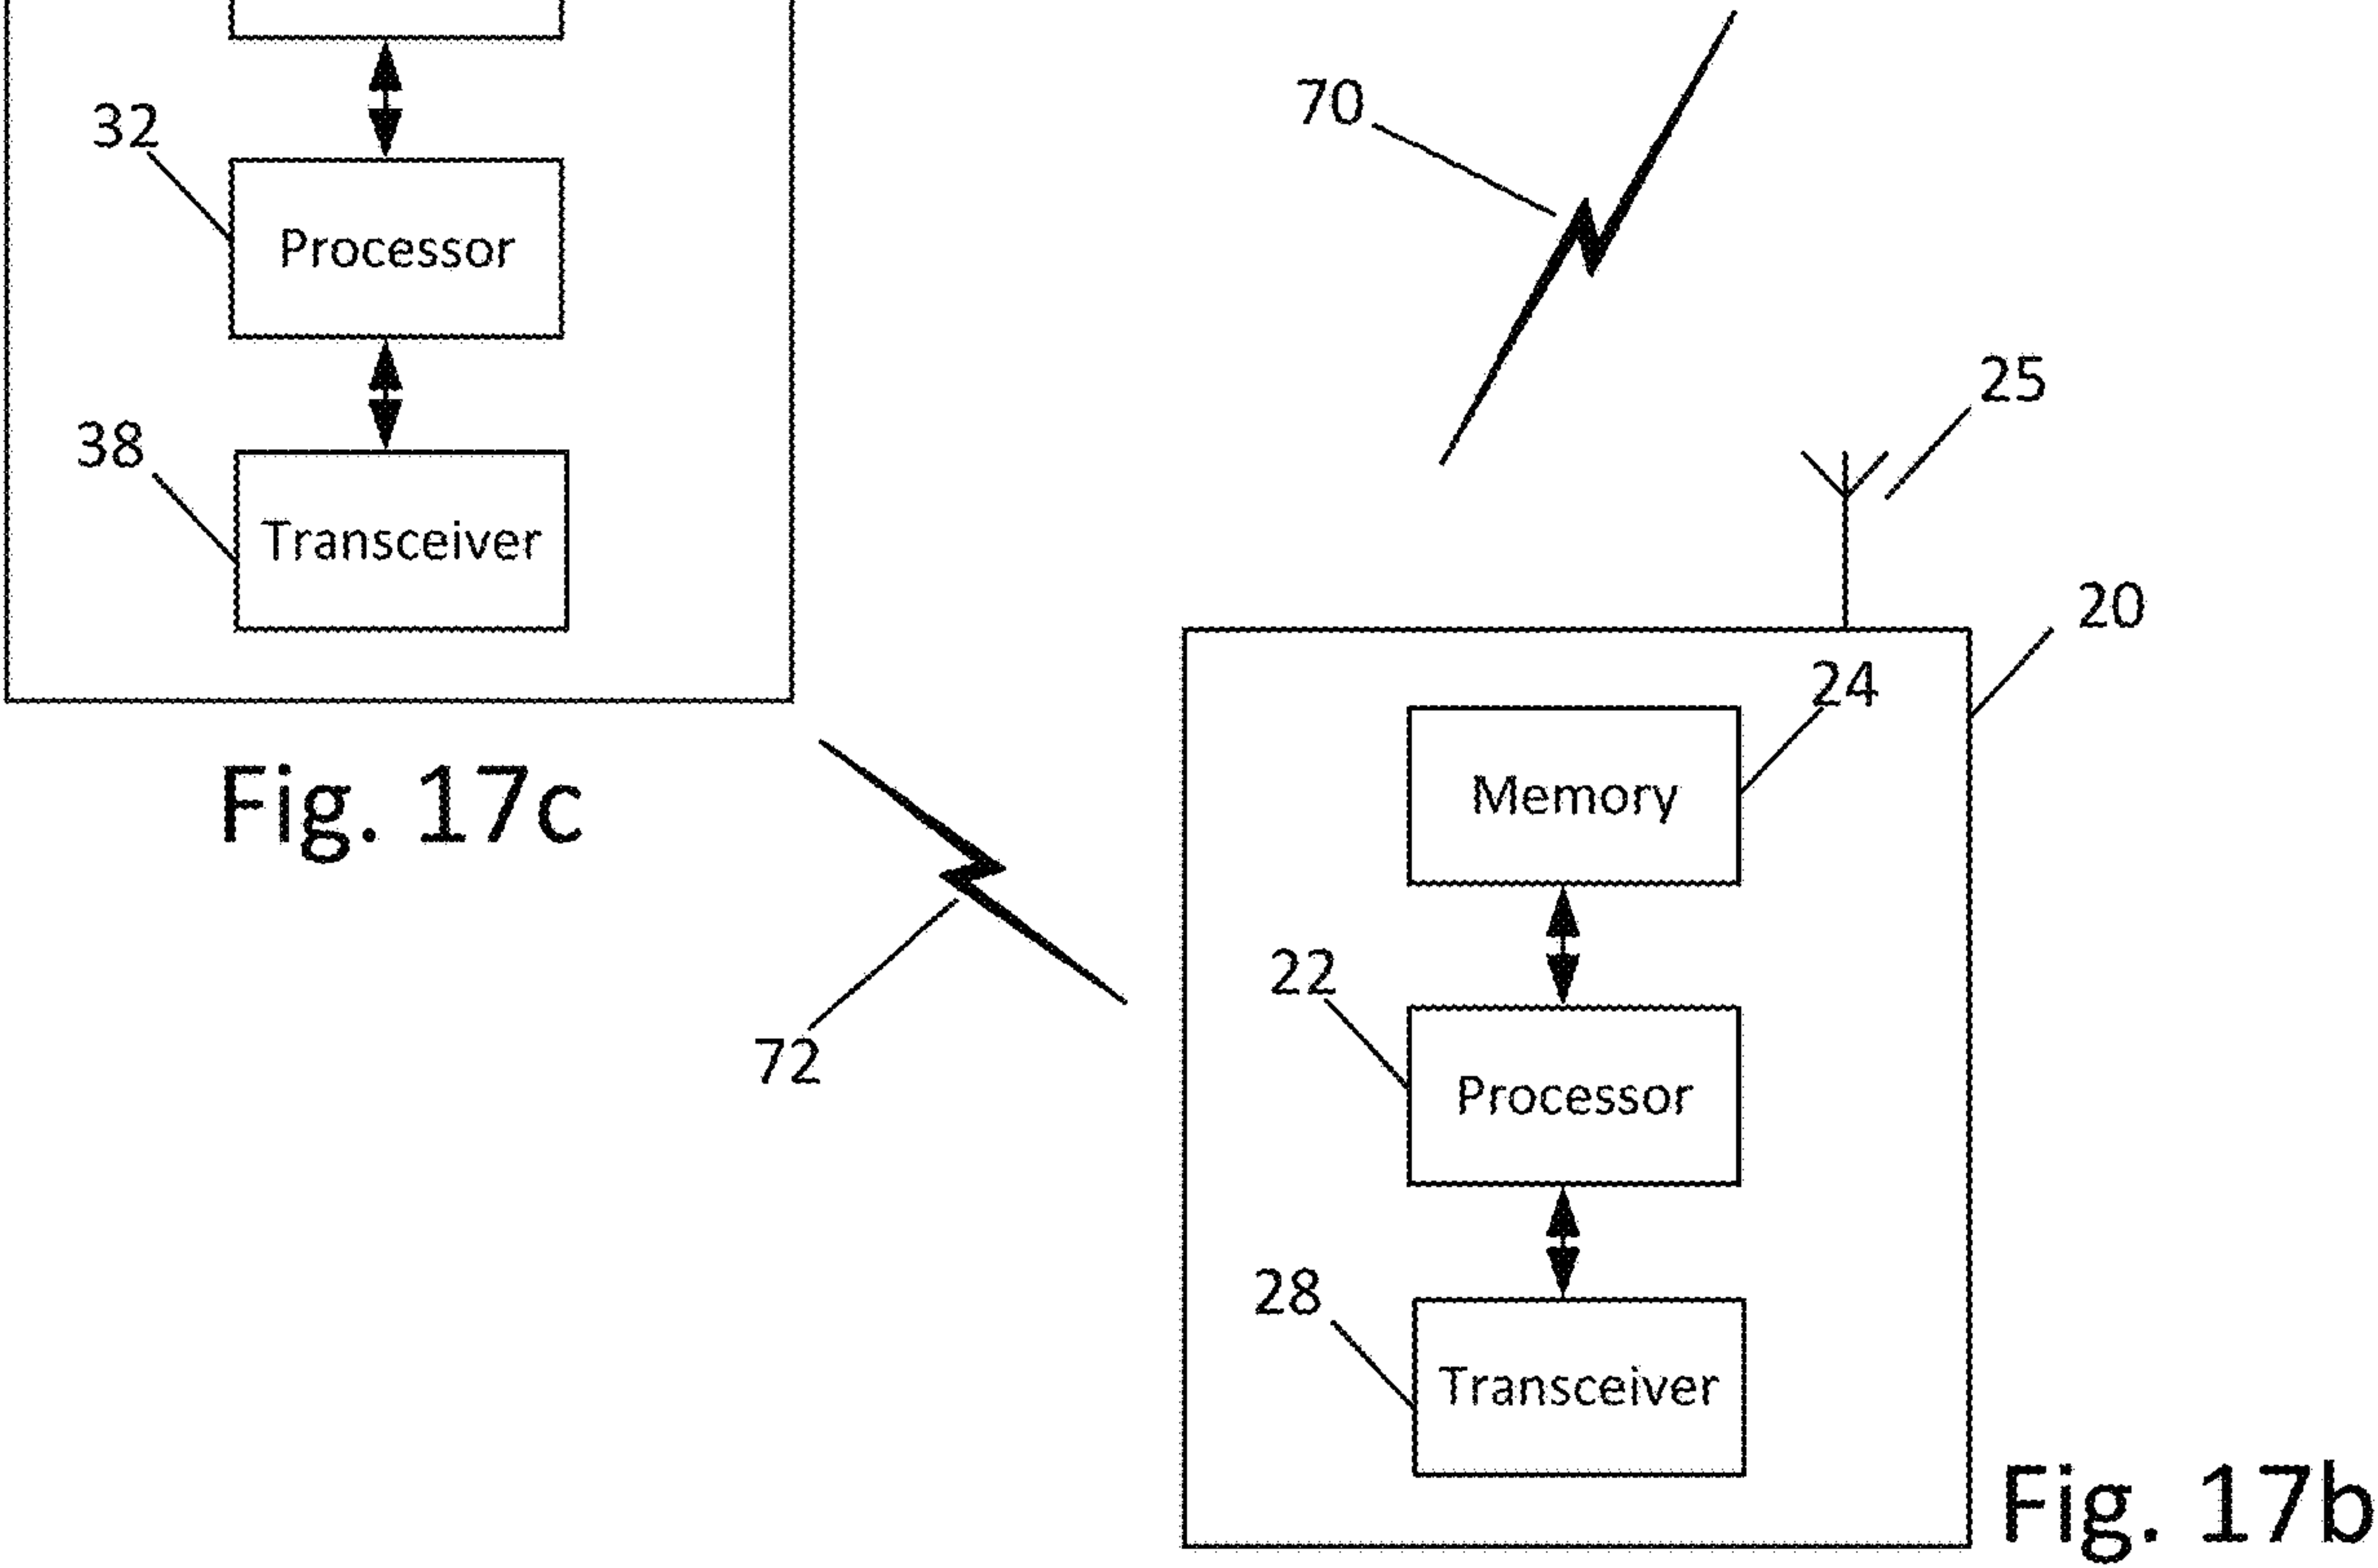 32
Processor
38
Transceiver
Fig. 17c
70
25
20
72
24
Memory
22
Processor
28
Transceiver
Fig. 17b